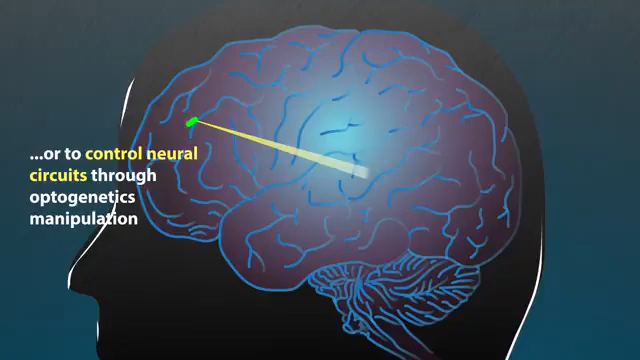 ...or to control neural
circuits through
optogenetics
manipulation